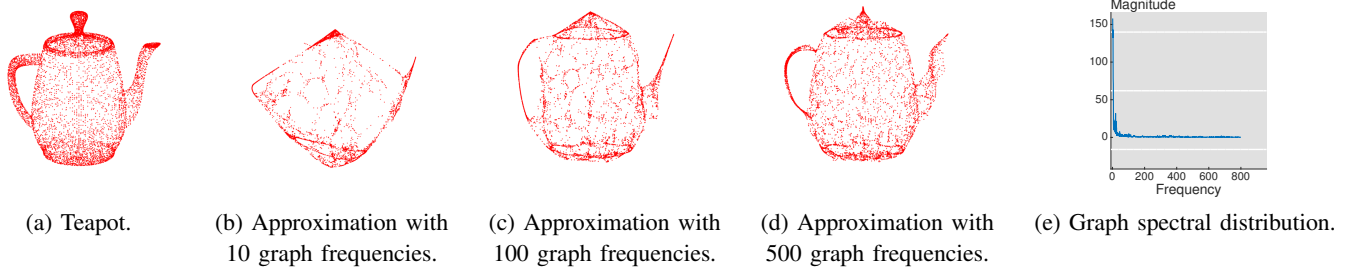 Magnitude
150
100
50
0
0 200 400 600 800
Frequency
(a) Teapot.
(b) Approximation with
10 graph frequencies.
(c) Approximation with
100 graph frequencies.
(d) Approximation with
500 graph frequencies.
(e) Graph spectral distribution.